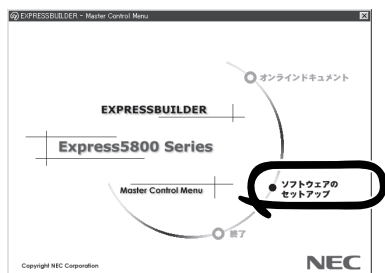 EXPRESSBUILDER - Master Control Menu
オンラインドキュメント
EXPRESSBUILDER
Express5800 Series
ソフトウェアの
セットアップ
Master Control Menu
終了
Copyright NEC Corporation
NEC